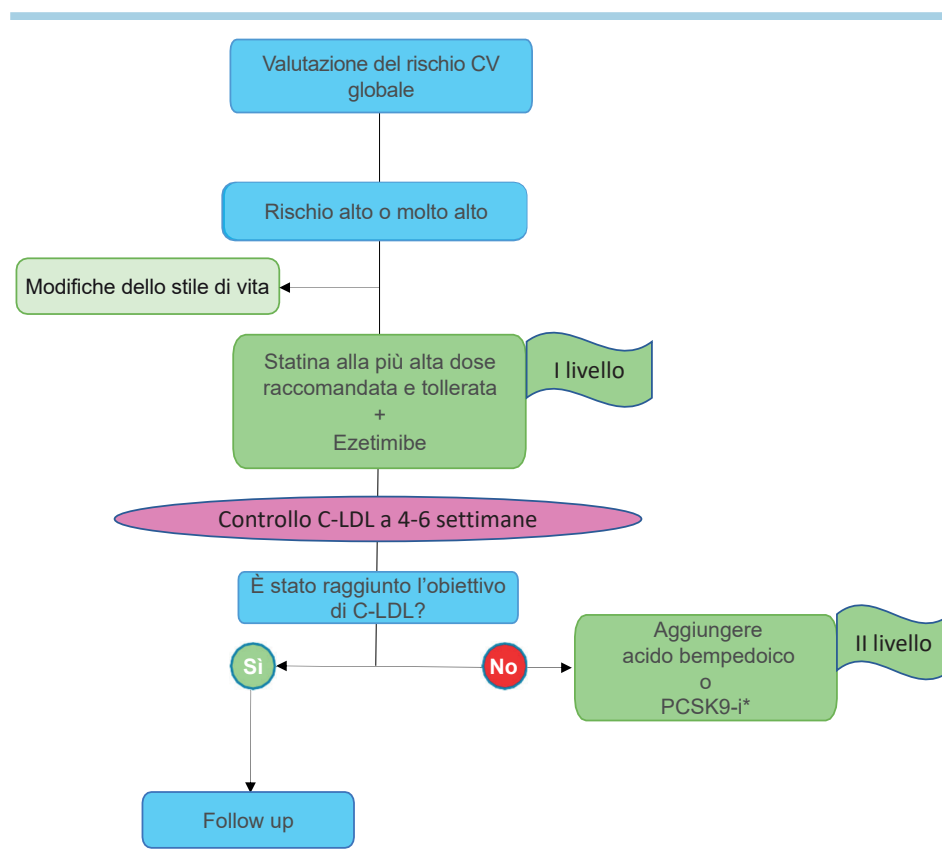 Valutazione del rischio CV
globale
Rischio alto o molto alto
Modifiche dello stile di vita
Statina alla più alta dose
raccomandata e tollerata
+
Ezetimibe
I livello
Controllo C-LDL a 4-6 settimane
È stato raggiunto l’obiettivo
di C-LDL?
Sì
No
Aggiungere
acido bempedoico
o
PCSK9-i*
II livello
Follow up